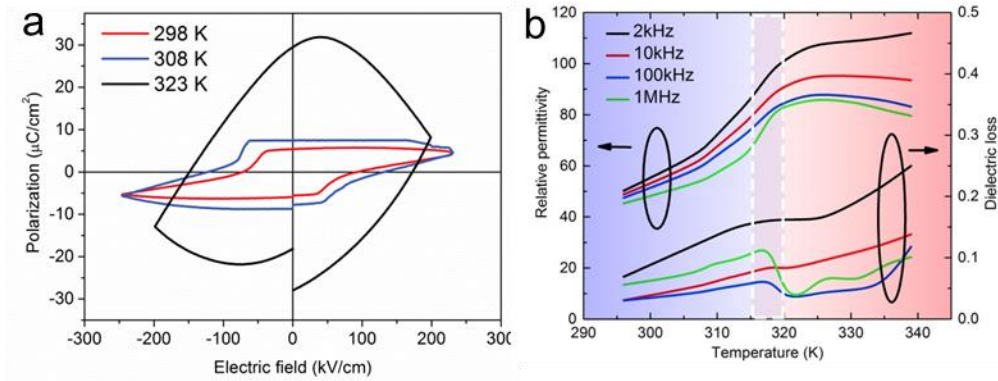 a
298 K
308 K
323 K
Polarization (μC/cm²)
30
20
10
0
-10
-20
-30
-300
-200
-100
0
100
200
300
Electric field (kV/cm)
b
2kHz
10kHz
100kHz
1MHz
Relative permittivity
120
100
80
60
40
20
0
290
300
310
320
330
340
350
Temperature (K)
0.5
0.4
0.3
0.2
0.1
0.0
Dielectric loss